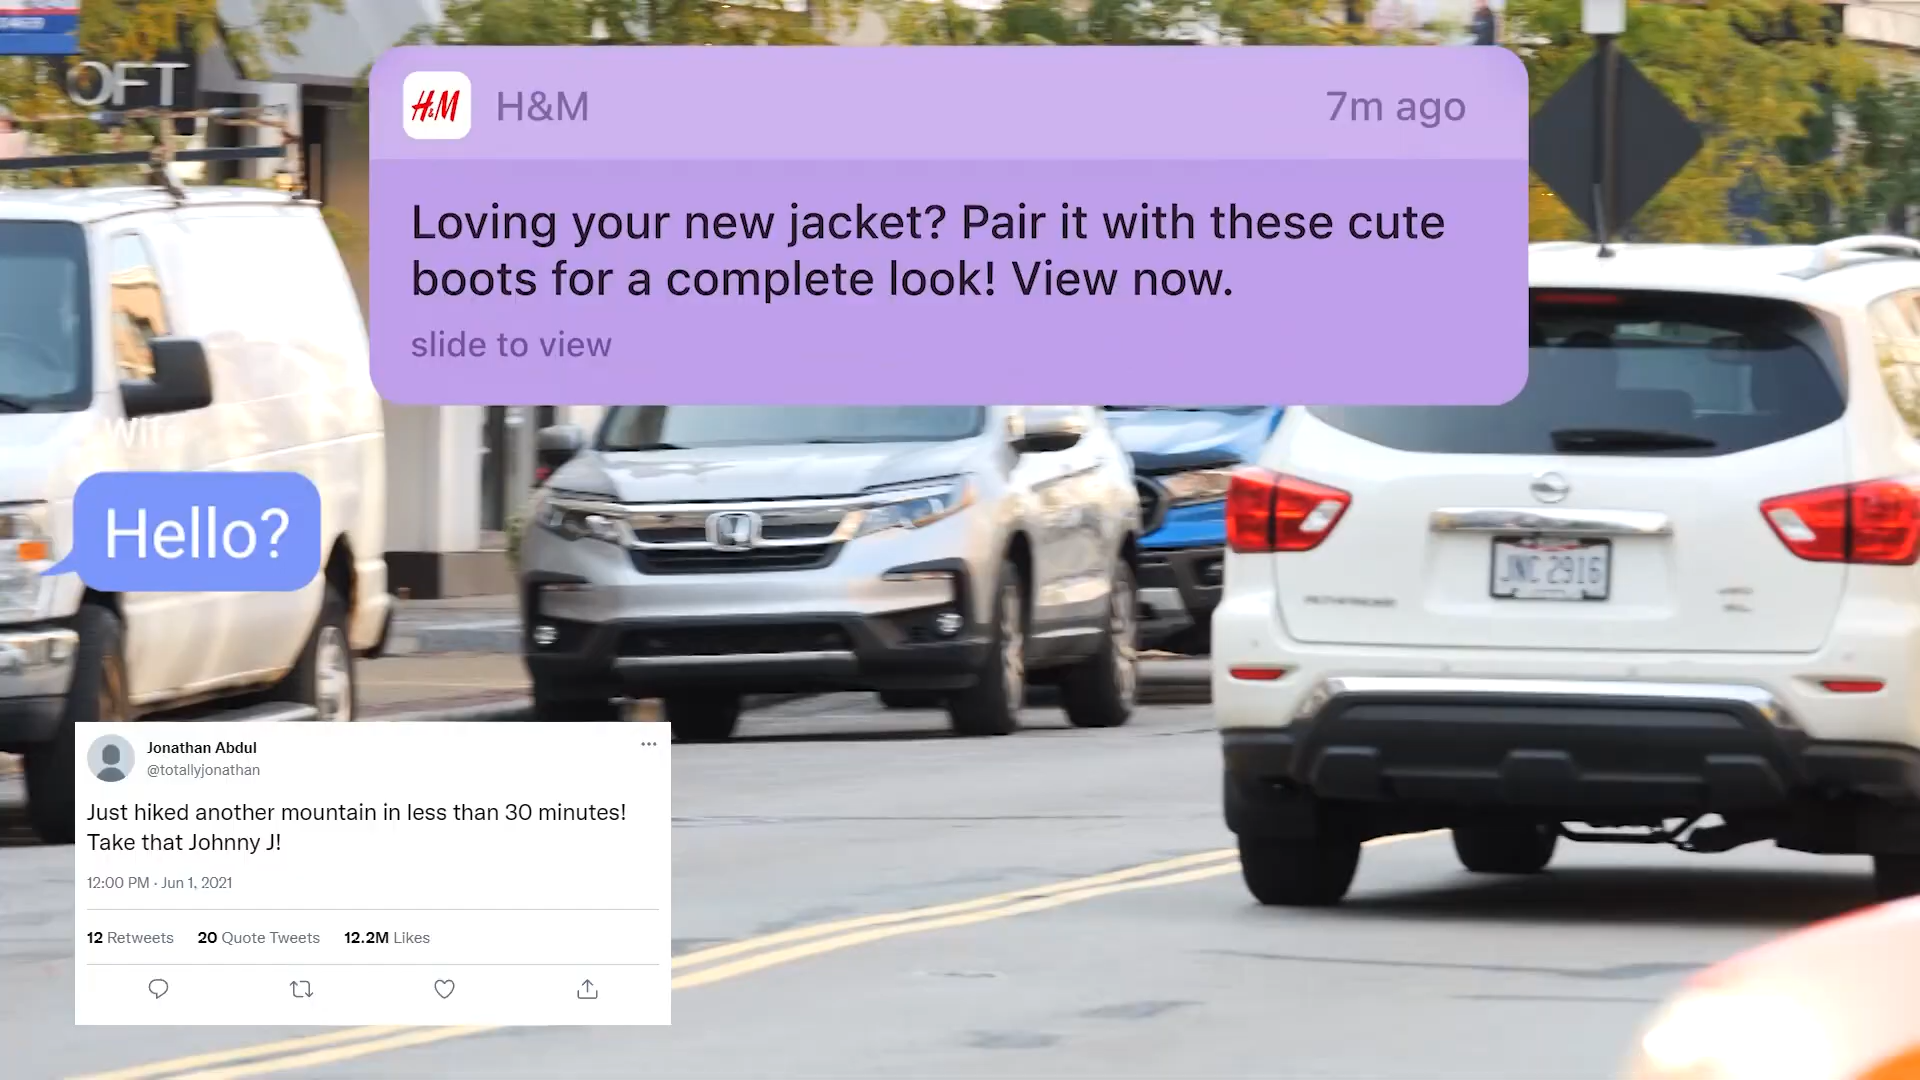 OFT
H&M
H&M
7m ago
Loving your new jacket? Pair it with these cute
boots for a complete look! View now.
slide to view
Wife
Hello?
JNC 2916
Jonathan Abdul
@totallyjonathan
Just hiked another mountain in less than 30 minutes!
Take that Johnny J!
12:00 PM · Jun 1, 2021
12 Retweets 20 Quote Tweets 12.2M Likes